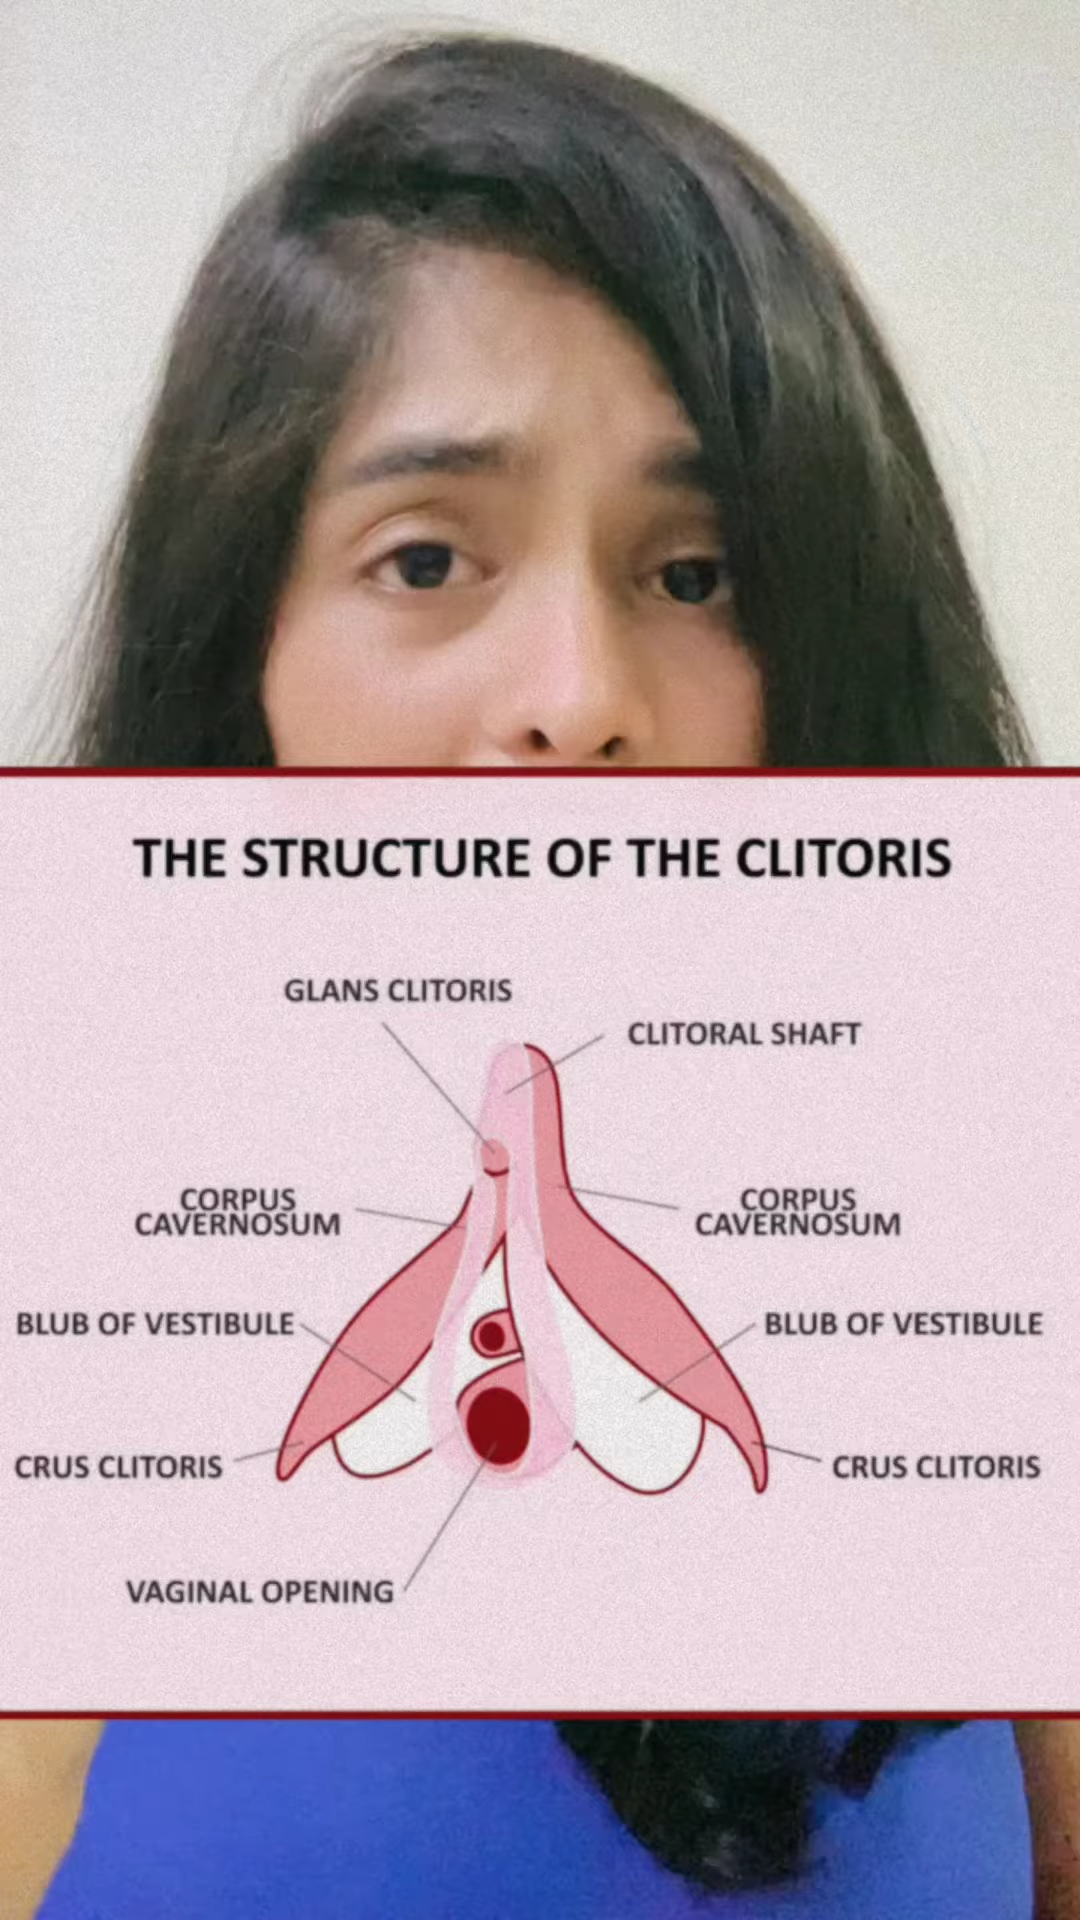 THE STRUCTURE OF THE CLITORIS
GLANS CLITORIS
CLITORAL SHAFT
CORPUS
CAVERNOSUM
CORPUS
CAVERNOSUM
BLUB OF VESTIBULE
BLUB OF VESTIBULE
CRUS CLITORIS
CRUS CLITORIS
VAGINAL OPENING